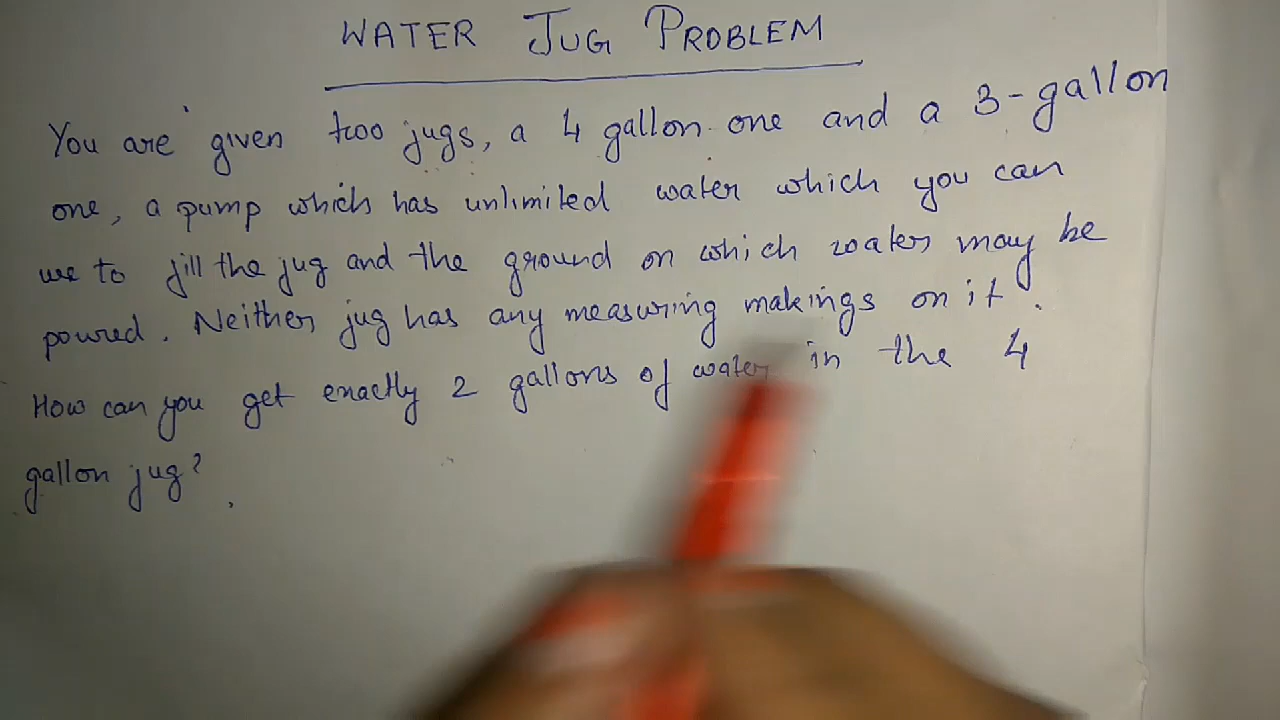 WATER JUG PROBLEM
You are given two jugs, a 4 gallon one and a 3-gallon
one, a pump which has unlimited water which you can
use to fill the jug and the ground on which water may be
poured. Neither jug has any measuring makings on it.
How can you get exactly 2 gallons of water in the 4
gallon jug?